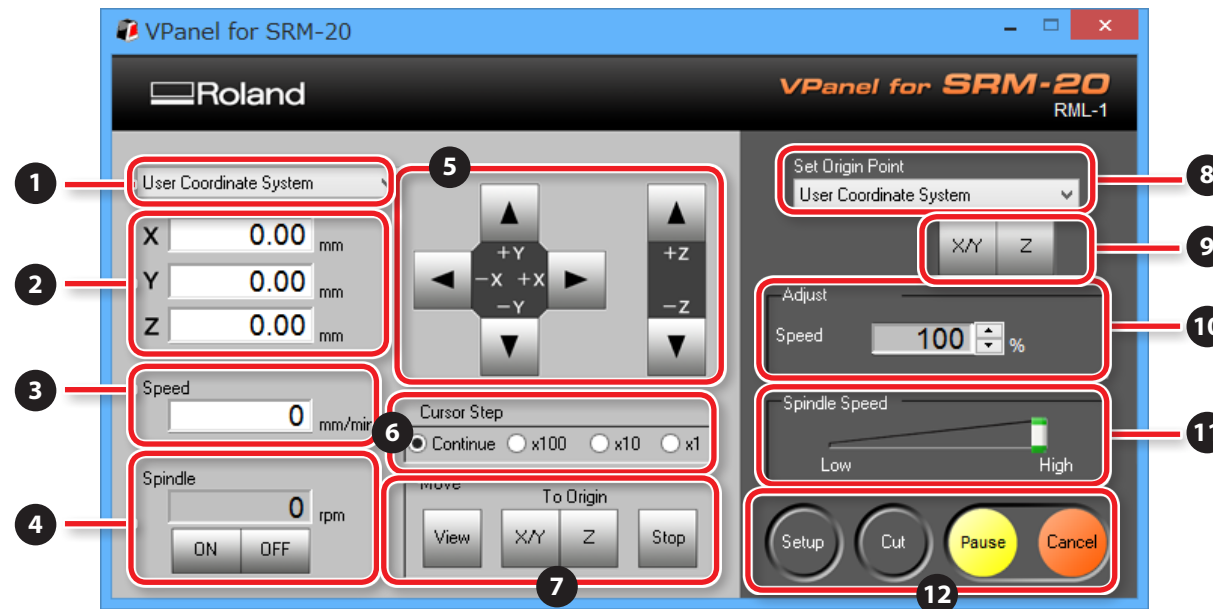 VPanel for SRM-20
Roland
VPanel for SRM-20
RML-1
1
User Coordinate System
2
X 0.00 mm
Y 0.00 mm
Z 0.00 mm
3
Speed
0 mm/min
4
Spindle
0 rpm
ON OFF
5
+Y
-X +X
-Y
+Z
-Z
6
Cursor Step
Continue x100 x10 x1
Move
To Origin
View X/Y Z Stop
7
8
Set Origin Point
User Coordinate System
9
X/Y Z
10
Adjust
Speed 100 %
11
Spindle Speed
Low High
Setup Cut Pause Cancel
12